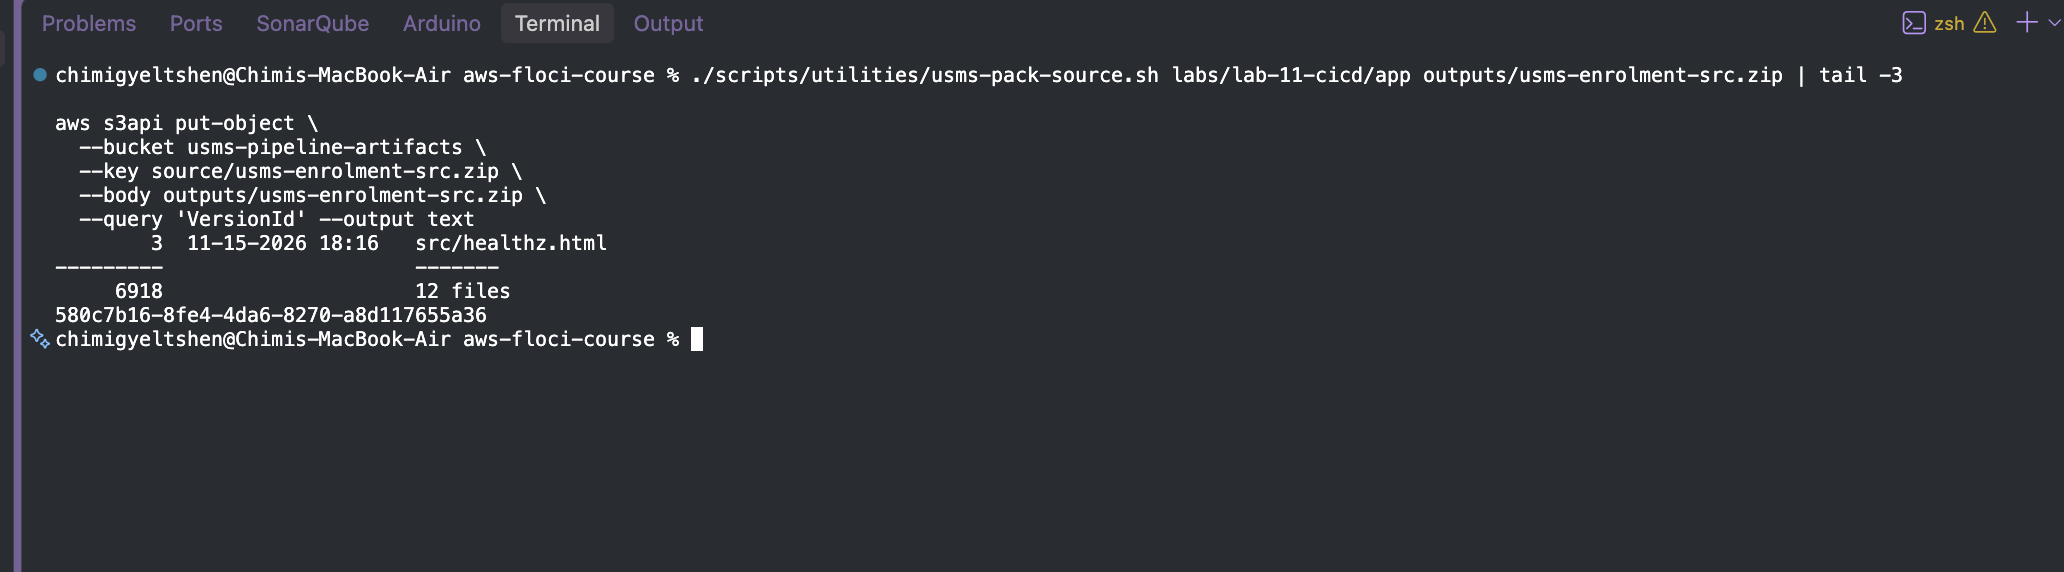 Problems Ports SonarQube Arduino Terminal Output zsh
chimigyeltshen@Chimis-MacBook-Air aws-floci-course % ./scripts/utilities/usms-pack-source.sh labs/lab-11-cicd/app outputs/usms-enrolment-src.zip | tail -3
aws s3api put-object \
--bucket usms-pipeline-artifacts \
--key source/usms-enrolment-src.zip \
--body outputs/usms-enrolment-src.zip \
--query 'VersionId' --output text
3 11-15-2026 18:16 src/healthz.html
--------- -------
6918 12 files
580c7b16-8fe4-4da6-8270-a8d117655a36
chimigyeltshen@Chimis-MacBook-Air aws-floci-course %